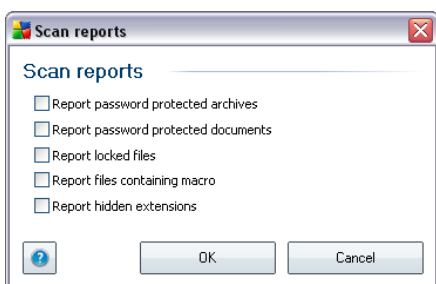 Scan reports
Scan reports
Report password protected archives
Report password protected documents
Report locked files
Report files containing macro
Report hidden extensions
?
OK
Cancel